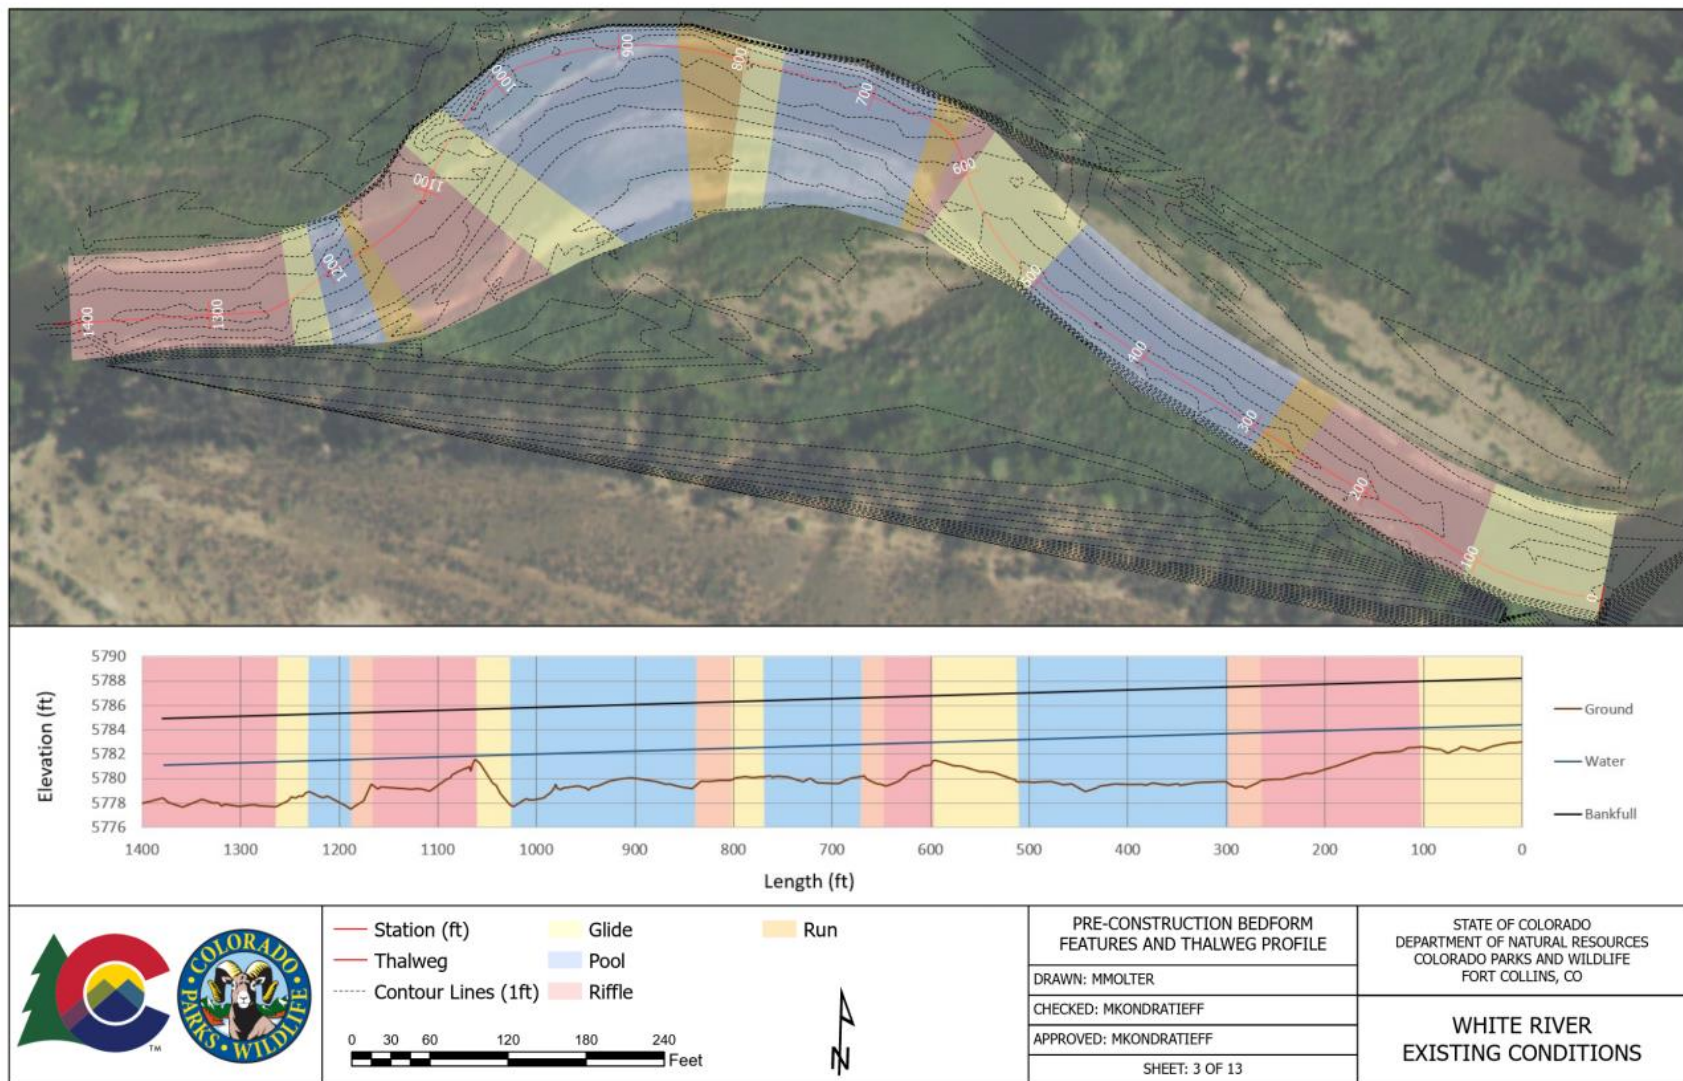 1000
900
800
700
600
1100
1200
1300
1400
500
400
300
200
100
0
5790
5788
5786
5784
5782
5780
5778
5776
Elevation (ft)
1400 1300 1200 1100 1000 900 800 700 600 500 400 300 200 100 0
Length (ft)
Ground
Water
Bankfull
COLORADO
PARKS • WILDLIFE
TM
Station (ft)
Thalweg
Contour Lines (1ft)
Glide
Pool
Riffle
Run
0 30 60 120 180 240
Feet
N
PRE-CONSTRUCTION BEDFORM
FEATURES AND THALWEG PROFILE
DRAWN: MMOLTER
CHECKED: MKONDRATIEFF
APPROVED: MKONDRATIEFF
SHEET: 3 OF 13
STATE OF COLORADO
DEPARTMENT OF NATURAL RESOURCES
COLORADO PARKS AND WILDLIFE
FORT COLLINS, CO
WHITE RIVER
EXISTING CONDITIONS